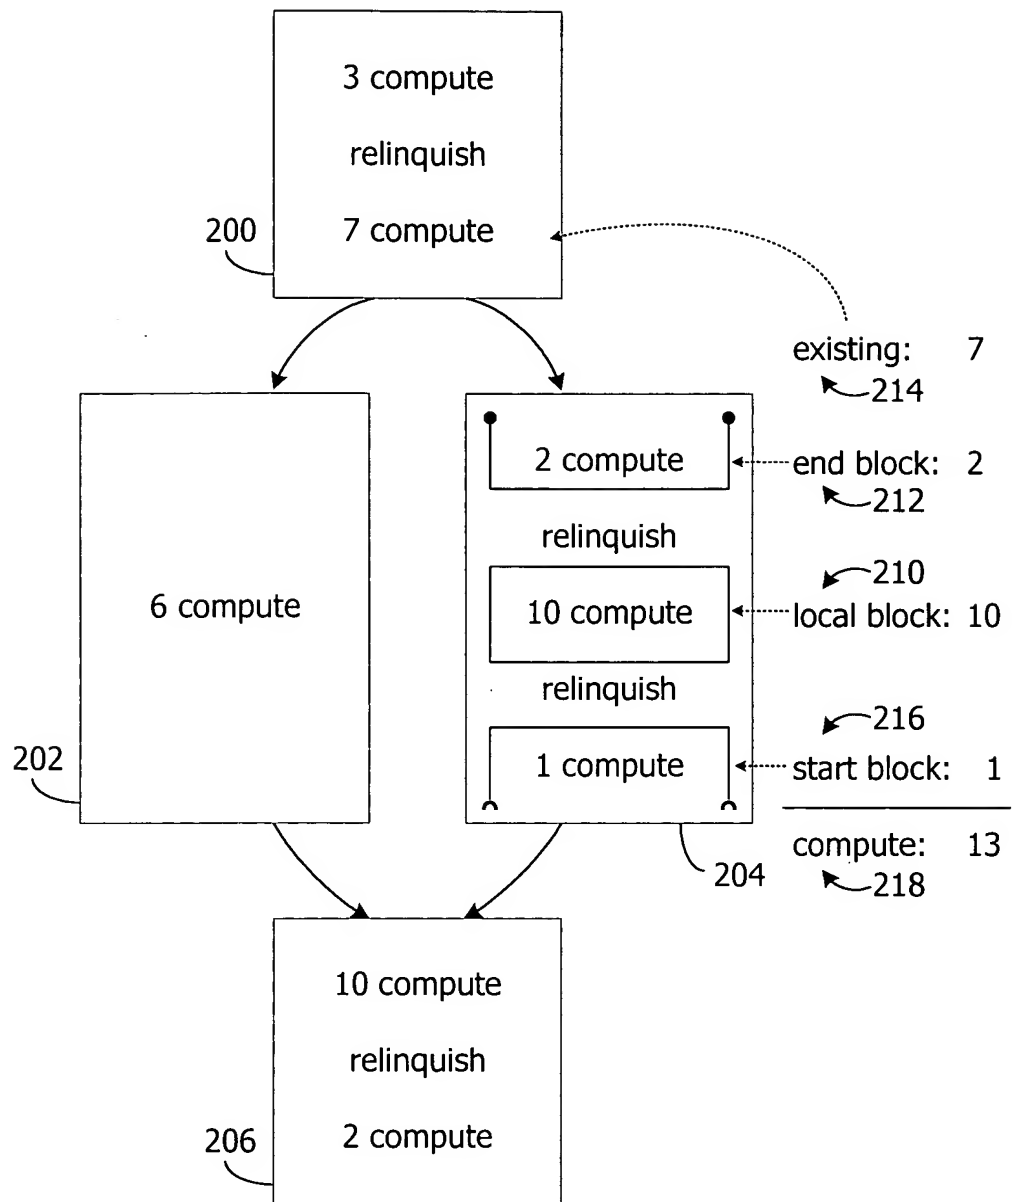 3 compute
relinquish
7 compute
200
existing: 7
214
2 compute
end block: 2
212
relinquish
210
6 compute
10 compute
local block: 10
relinquish
216
202
1 compute
start block: 1
204
compute: 13
218
10 compute
relinquish
2 compute
206